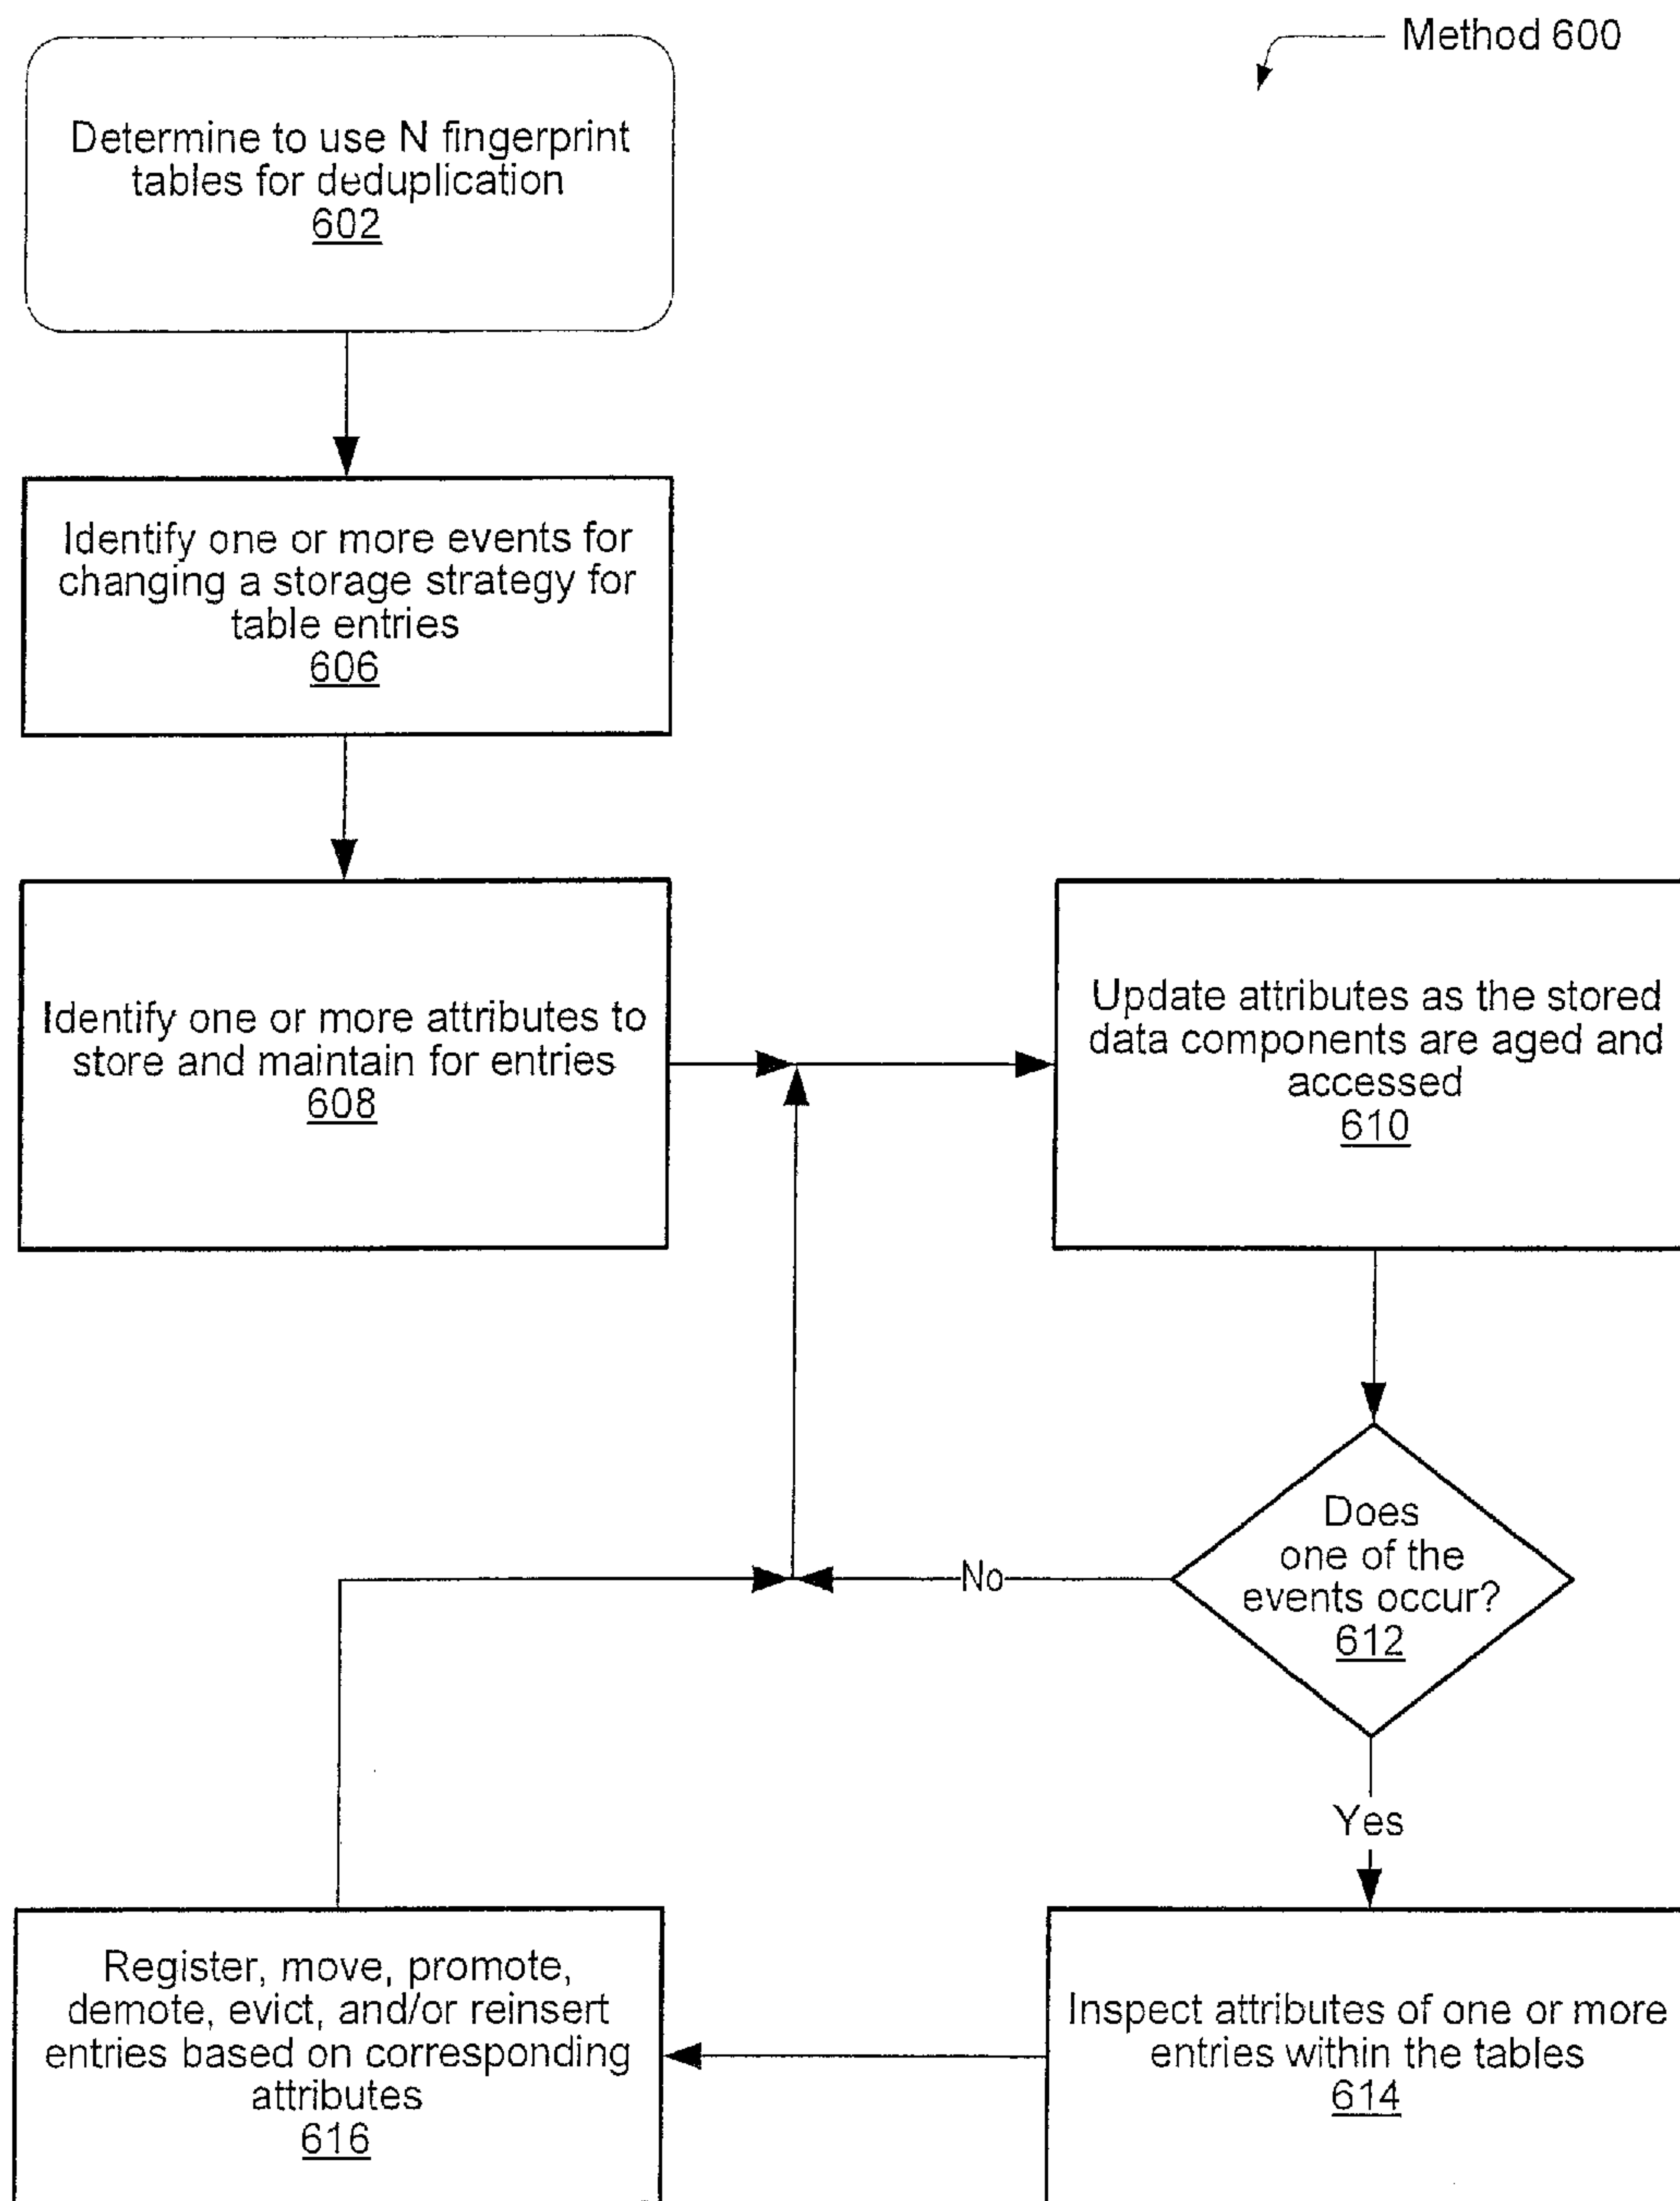 Method 600
Determine to use N fingerprint
tables for deduplication
602
Identify one or more events for
changing a storage strategy for
table entries
606
Identify one or more attributes to
store and maintain for entries
608
Update attributes as the stored
data components are aged and
accessed
610
Does
one of the
events occur?
612
No
Yes
Inspect attributes of one or more
entries within the tables
614
Register, move, promote,
demote, evict, and/or reinsert
entries based on corresponding
attributes
616